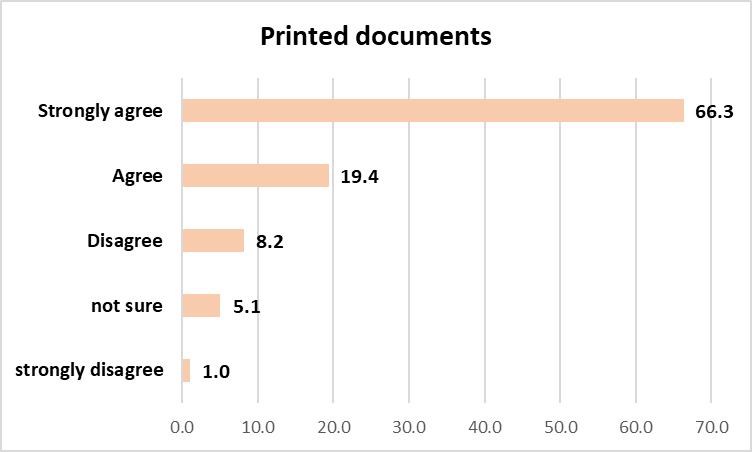 Printed documents
Strongly agree 66.3
Agree 19.4
Disagree 8.2
not sure 5.1
strongly disagree 1.0
0.0 10.0 20.0 30.0 40.0 50.0 60.0 70.0